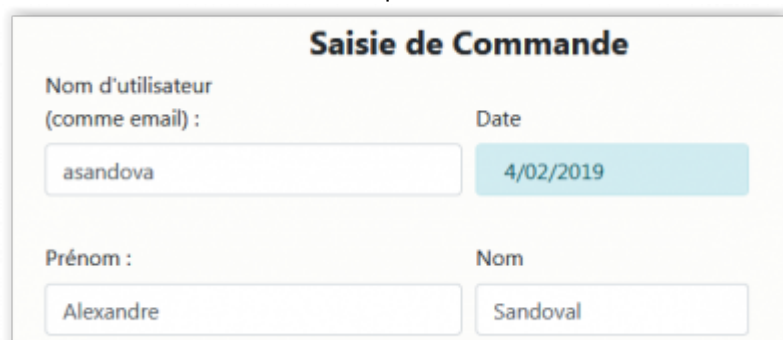 Saisie de Commande
Nom d'utilisateur
(comme email) :
Date
asandova
4/02/2019
Prénom :
Nom
Alexandre
Sandoval